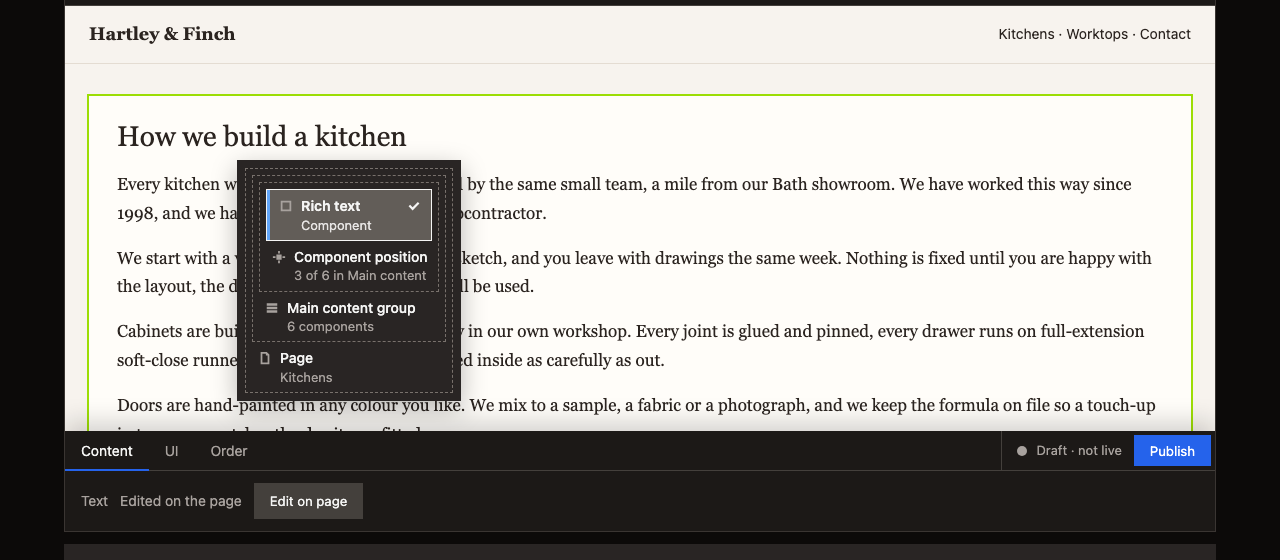 Hartley & Finch
Kitchens · Worktops · Contact
How we build a kitchen
Every kitchen by the same small team, a mile from our Bath showroom. We have worked this way since
1998, and we
We start with a and you leave with drawings the same week. Nothing is fixed until you are happy with
the layout, the be used.
Cabinets are in our own workshop. Every joint is glued and pinned, every drawer runs on full-extension
soft-close inside as carefully as out.
Doors are hand-painted in any colour you like. We mix to a sample, a fabric or a photograph, and we keep the formula on file so a touch-up
Rich text
Component
Component position
3 of 6 in Main content
Main content group
6 components
Page
Kitchens
Content
UI
Order
Draft · not live
Publish
Text
Edited on the page
Edit on page